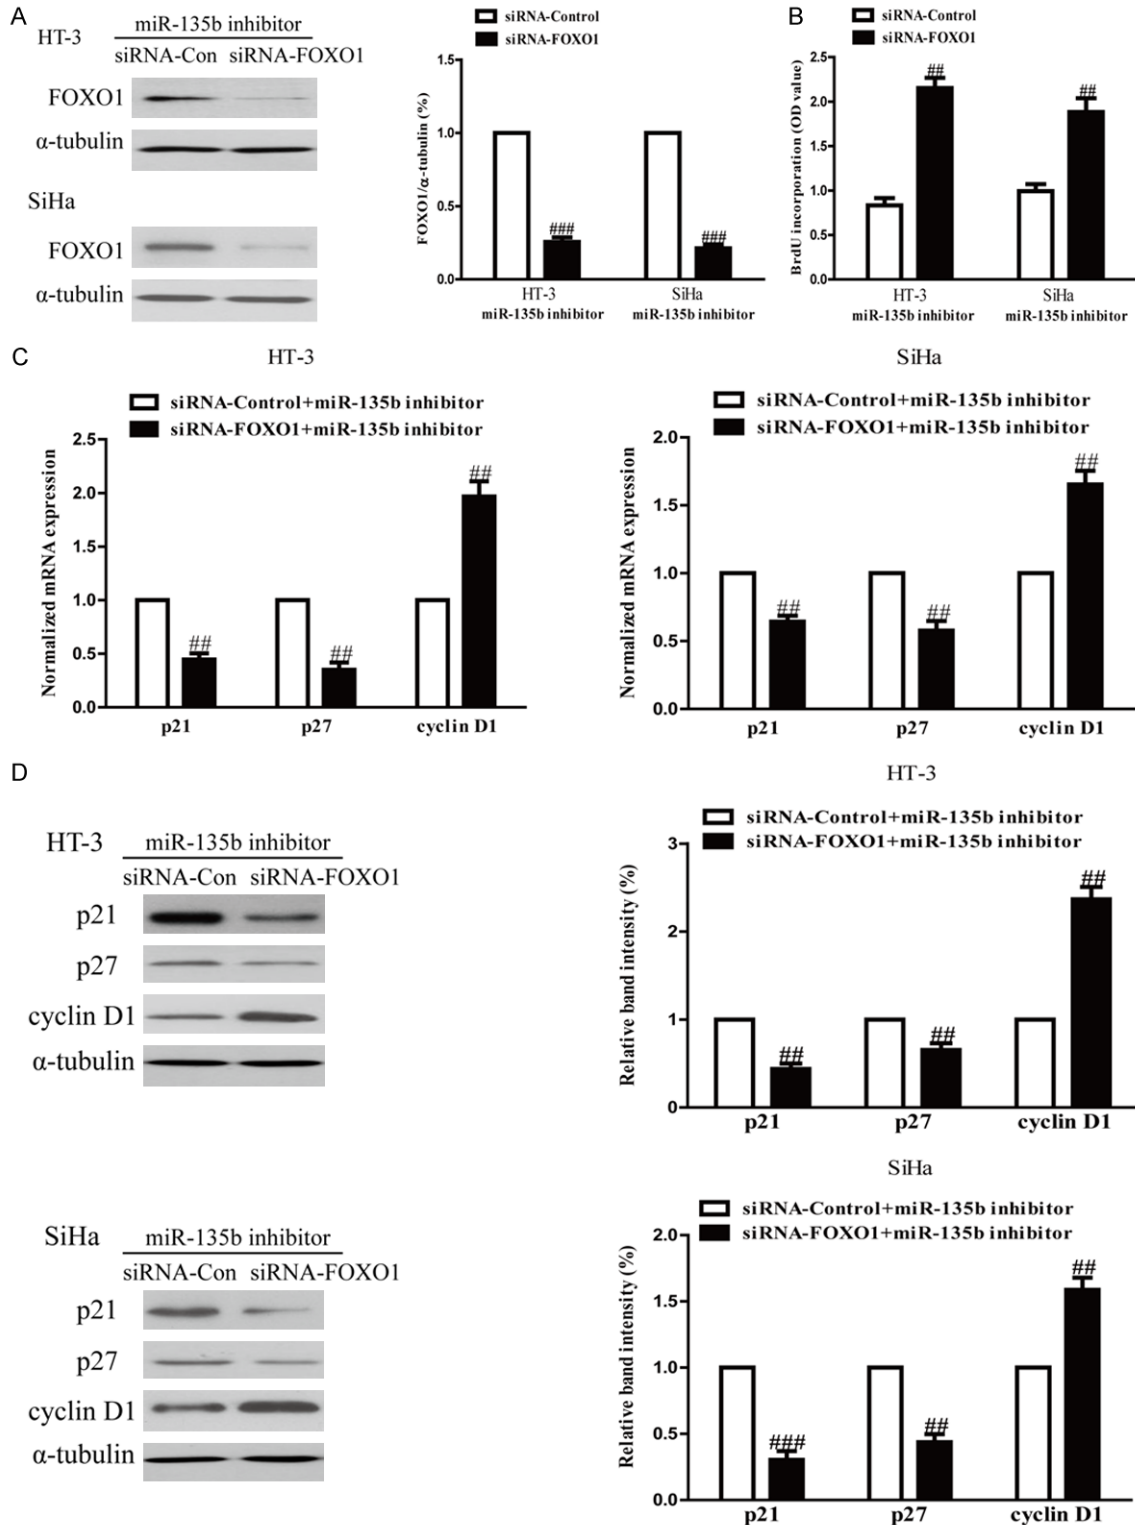 A
HT-3
miR-135b inhibitor
siRNA-Con siRNA-FOXO1
FOXO1
α-tubulin
SiHa
FOXO1
α-tubulin
siRNA-Control
siRNA-FOXO1
FOXO1/α-tubulin (%)
1.5
1.0
0.5
0.0
###
###
HT-3
SiHa
miR-135b inhibitor
miR-135b inhibitor
B
siRNA-Control
siRNA-FOXO1
BrdU incorporation (OD value)
2.5
2.0
1.5
1.0
0.5
0.0
##
##
HT-3
SiHa
miR-135b inhibitor
miR-135b inhibitor
C
HT-3
siRNA-Control+miR-135b inhibitor
siRNA-FOXO1+miR-135b inhibitor
Normalized mRNA expression
2.5
2.0
1.5
1.0
0.5
0.0
##
##
##
p21
p27
cyclin D1
SiHa
siRNA-Control+miR-135b inhibitor
siRNA-FOXO1+miR-135b inhibitor
Normalized mRNA expression
2.0
1.5
1.0
0.5
0.0
##
##
##
p21
p27
cyclin D1
D
HT-3
miR-135b inhibitor
siRNA-Con siRNA-FOXO1
p21
p27
cyclin D1
α-tubulin
HT-3
siRNA-Control+miR-135b inhibitor
siRNA-FOXO1+miR-135b inhibitor
Relative band intensity (%)
3
2
1
0
##
##
##
p21
p27
cyclin D1
SiHa
miR-135b inhibitor
siRNA-Con siRNA-FOXO1
p21
p27
cyclin D1
α-tubulin
SiHa
siRNA-Control+miR-135b inhibitor
siRNA-FOXO1+miR-135b inhibitor
Relative band intensity (%)
2.0
1.5
1.0
0.5
0.0
###
##
##
p21
p27
cyclin D1